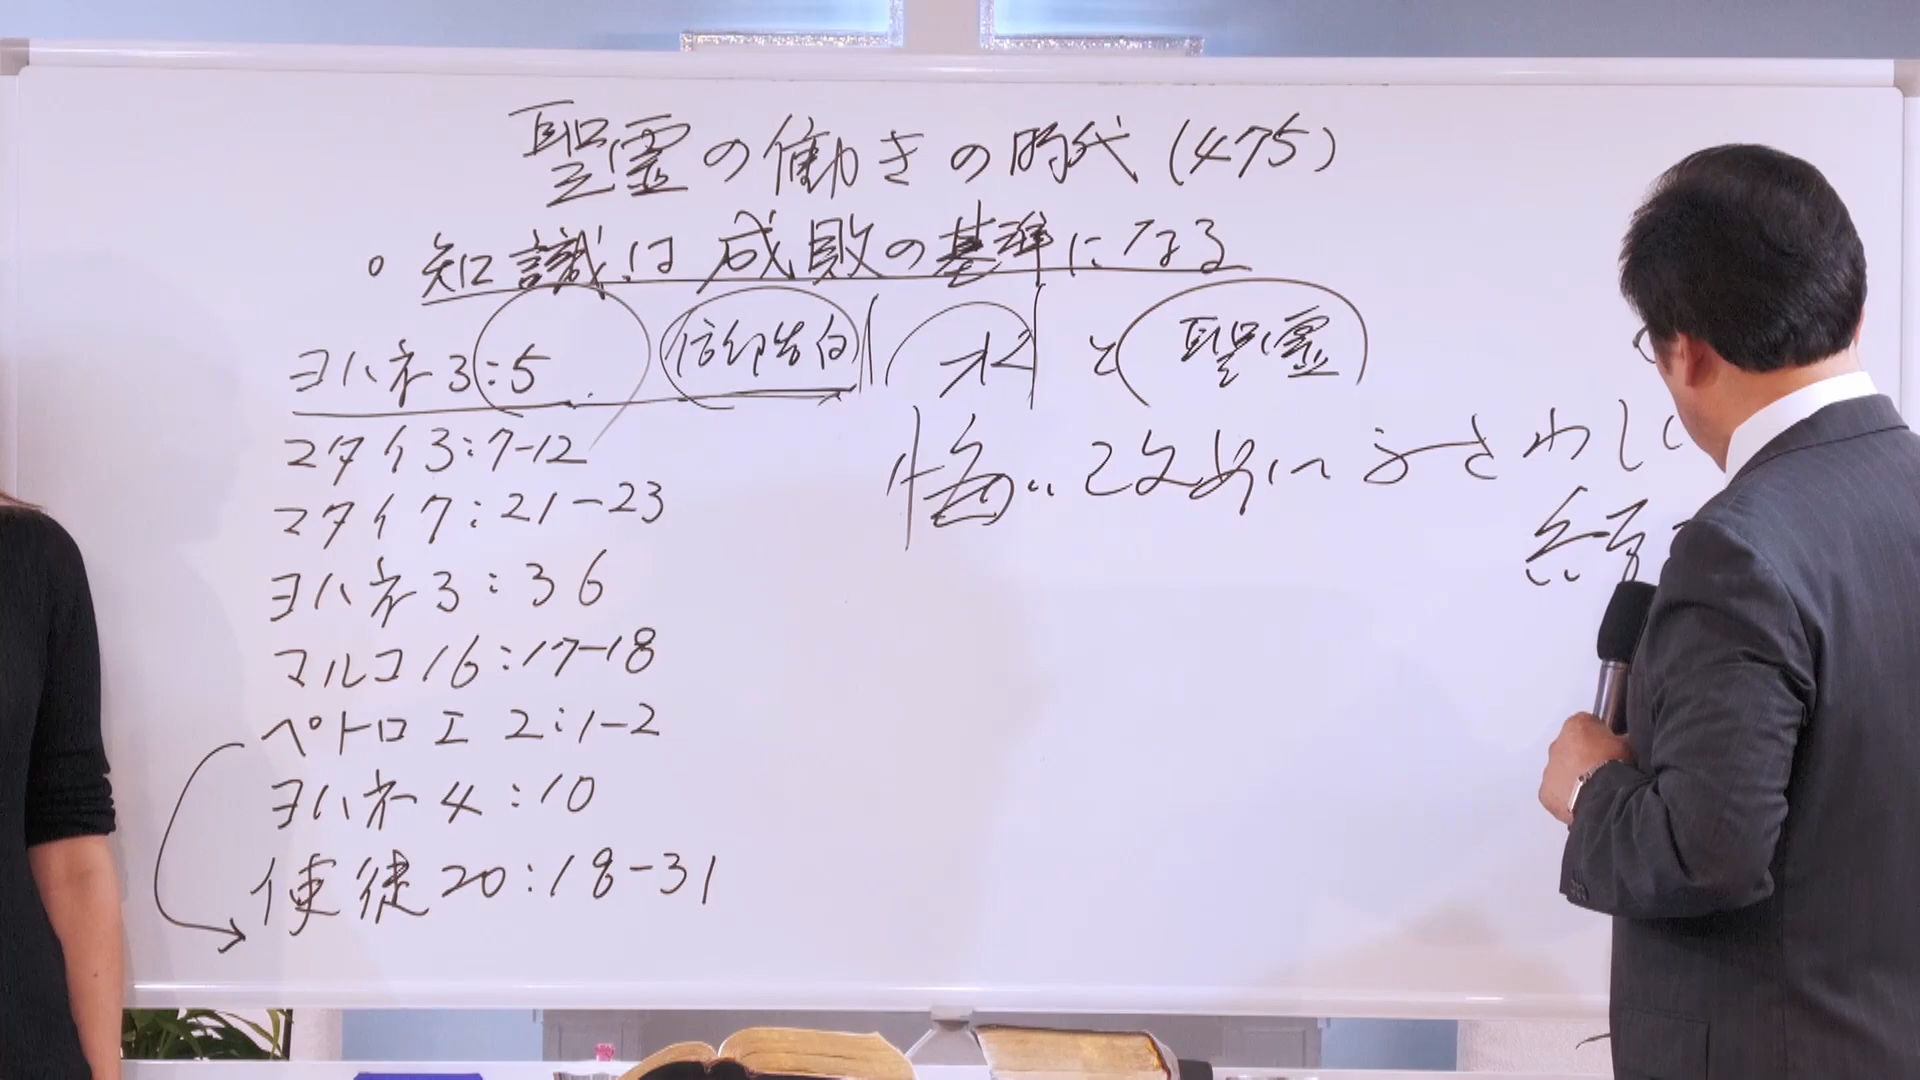 聖霊の働きの時代(475)
○ 知識は成敗の基準になる
ヨハネ3:5 信仰告白 水 と 聖霊
マタイ3:7-12
悔い改めにふさわし
マタイ7:21-23
ヨハネ3:36
マルコ16:17-18
ペトロⅠ 2:1-2
ヨハネ4:10
使徒20:18-31